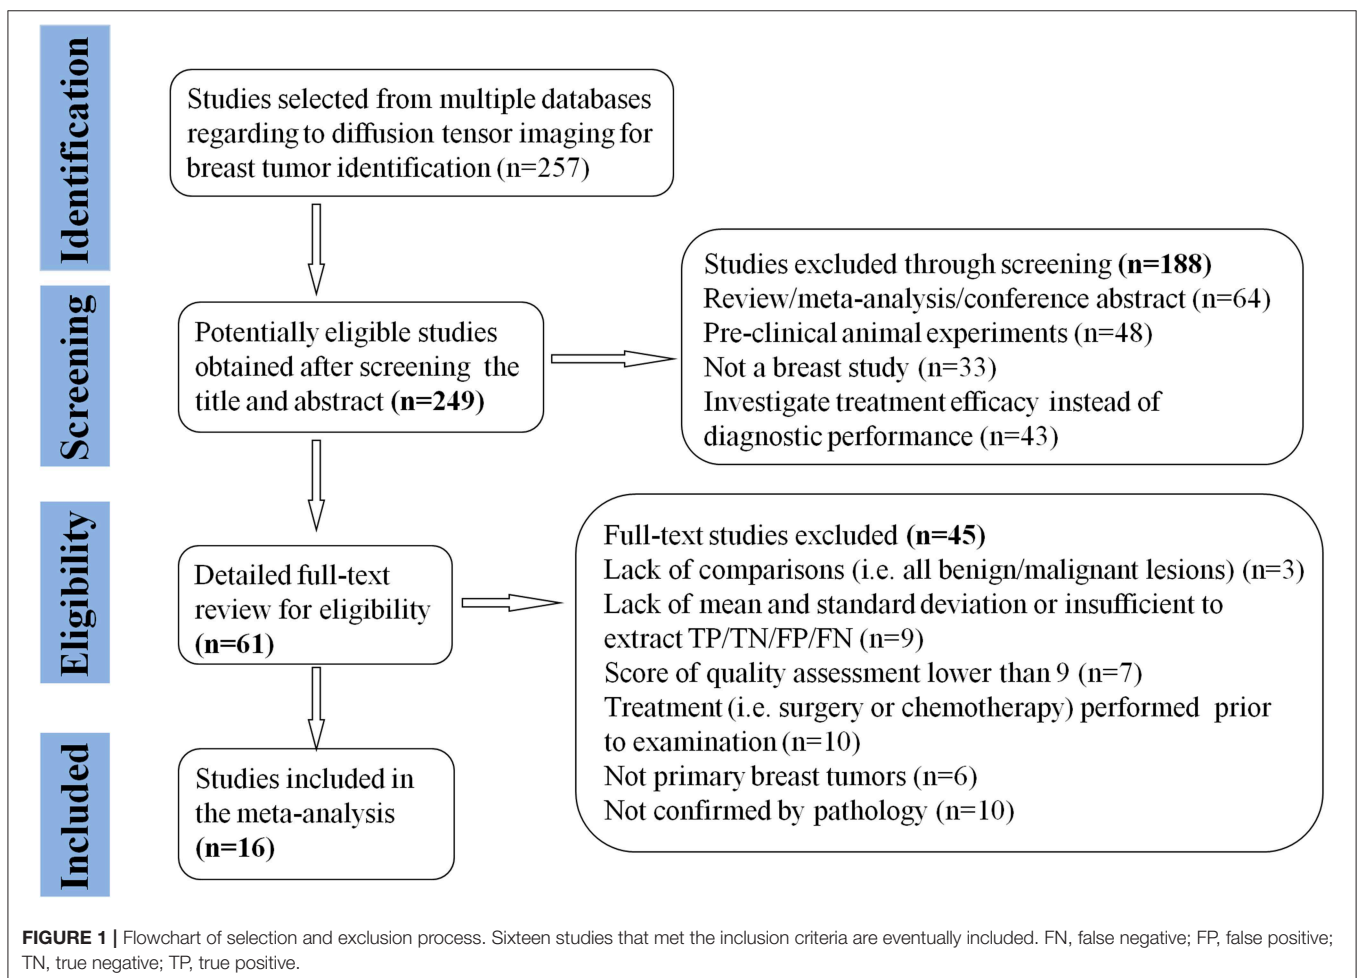 Identification
Studies selected from multiple databases
regarding to diffusion tensor imaging for
breast tumor identification (n=257)
Screening
Potentially eligible studies
obtained after screening the
title and abstract (n=249)
Studies excluded through screening (n=188)
Review/meta-analysis/conference abstract (n=64)
Pre-clinical animal experiments (n=48)
Not a breast study (n=33)
Investigate treatment efficacy instead of
diagnostic performance (n=43)
Eligibility
Detailed full-text
review for eligibility
(n=61)
Full-text studies excluded (n=45)
Lack of comparisons (i.e. all benign/malignant lesions) (n=3)
Lack of mean and standard deviation or insufficient to
extract TP/TN/FP/FN (n=9)
Score of quality assessment lower than 9 (n=7)
Treatment (i.e. surgery or chemotherapy) performed prior
to examination (n=10)
Not primary breast tumors (n=6)
Not confirmed by pathology (n=10)
Included
Studies included in
the meta-analysis
(n=16)
FIGURE 1 | Flowchart of selection and exclusion process. Sixteen studies that met the inclusion criteria are eventually included. FN, false negative; FP, false positive;
TN, true negative; TP, true positive.